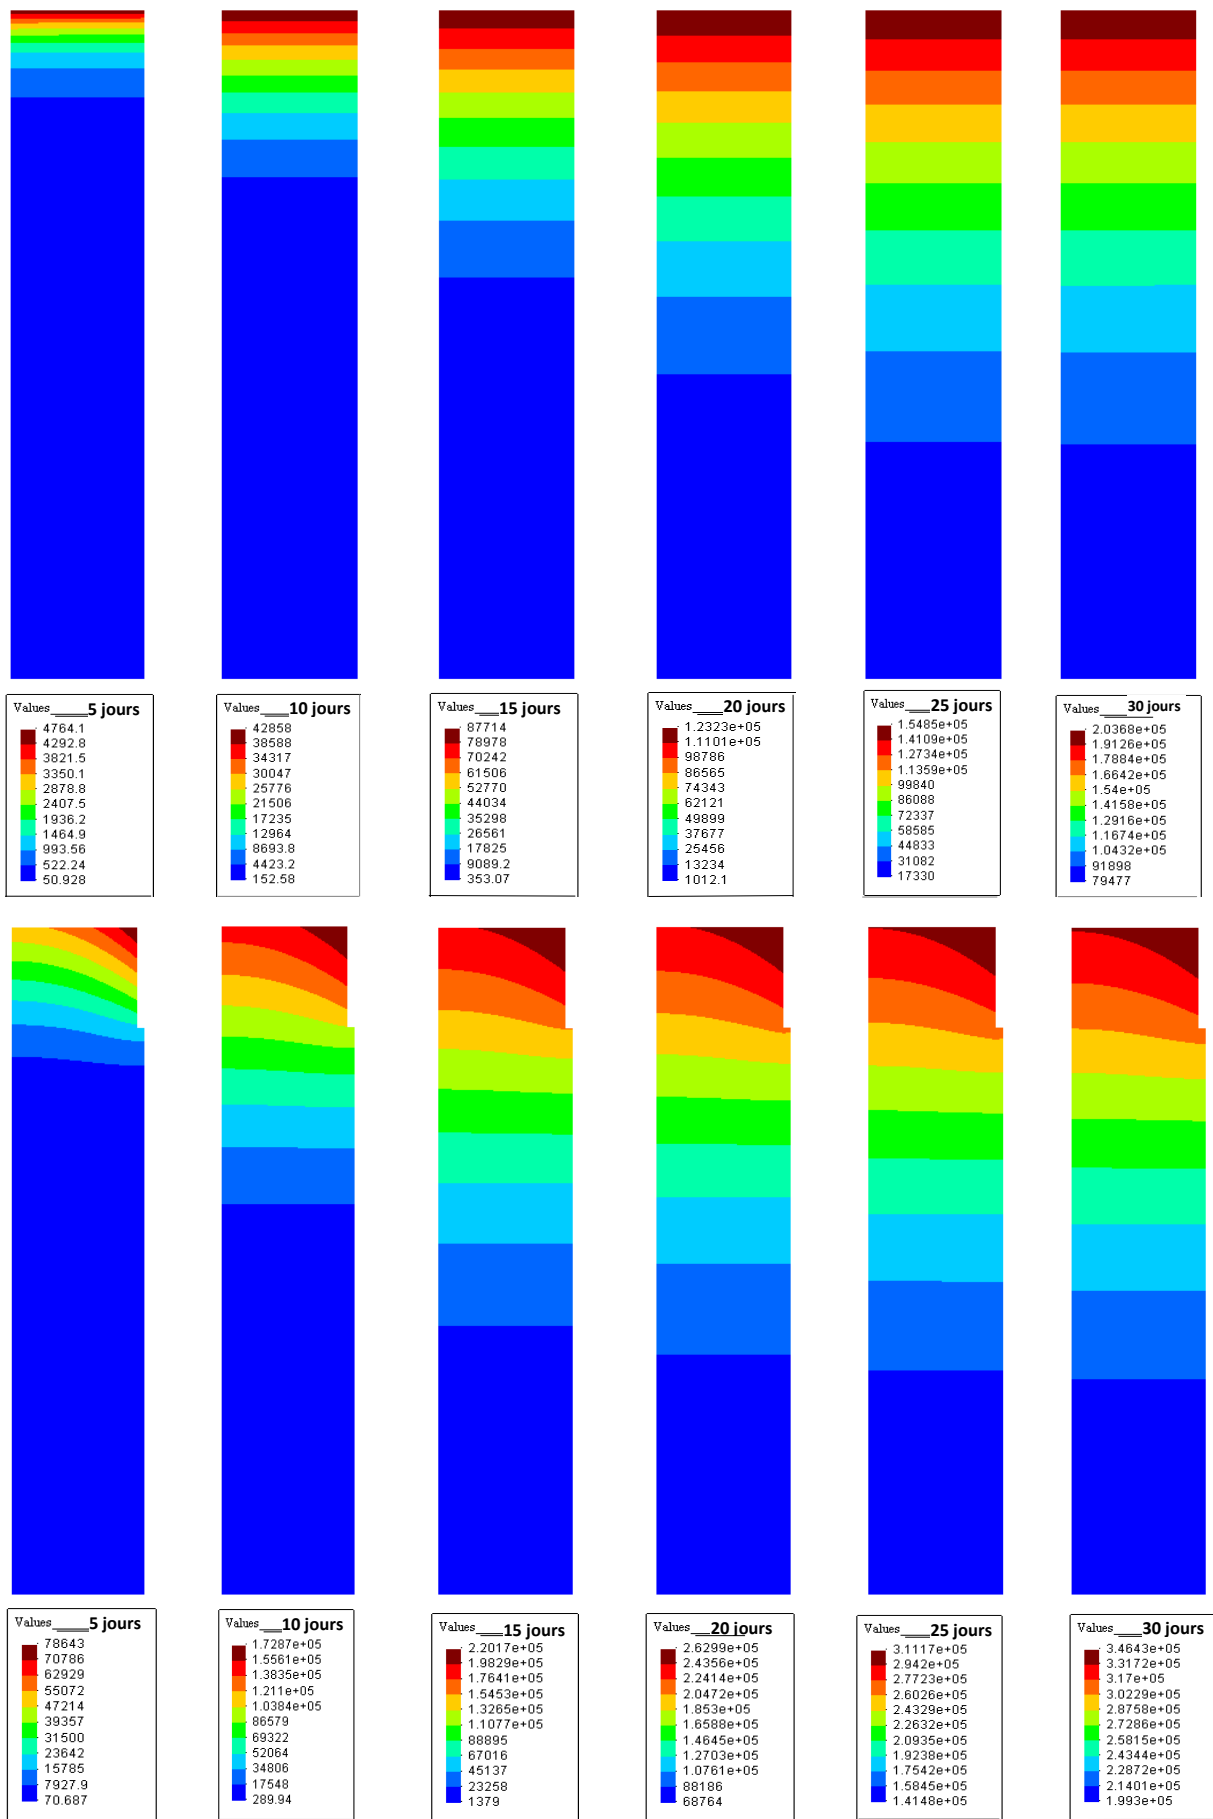 Values____5 jours
4764.1
4292.8
3821.5
3350.1
2878.8
2407.5
1936.2
1464.9
993.56
522.24
50.928
Values___10 jours
42858
38588
34317
30047
25776
21506
17235
12964
8693.8
4423.2
152.58
Values___15 jours
87714
78978
70242
61506
52770
44034
35298
26561
17825
9089.2
353.07
Values____20 jours
1.2323e+05
1.1101e+05
98786
86565
74343
62121
49899
37677
25456
13234
1012.1
Values____25 jours
1.5485e+05
1.4109e+05
1.2734e+05
1.1359e+05
99840
86088
72337
58585
44833
31082
17330
Values____30 jours
2.0368e+05
1.9126e+05
1.7884e+05
1.6642e+05
1.54e+05
1.4158e+05
1.2916e+05
1.1674e+05
1.0432e+05
91898
79477
Values____5 jours
78643
70786
62929
55072
47214
39357
31500
23642
15785
7927.9
70.687
Values___10 jours
1.7287e+05
1.5561e+05
1.3835e+05
1.211e+05
1.0384e+05
86579
69322
52064
34806
17548
289.94
Values___15 jours
2.2017e+05
1.9829e+05
1.7641e+05
1.5453e+05
1.3265e+05
1.1077e+05
88895
67016
45137
23258
1379
Values___20 jours
2.6299e+05
2.4356e+05
2.2414e+05
2.0472e+05
1.853e+05
1.6588e+05
1.4645e+05
1.2703e+05
1.0761e+05
88186
68764
Values____25 jours
3.1117e+05
2.942e+05
2.7723e+05
2.6026e+05
2.4329e+05
2.2632e+05
2.0935e+05
1.9238e+05
1.7542e+05
1.5845e+05
1.4148e+05
Values____30 jours
3.4643e+05
3.3172e+05
3.17e+05
3.0229e+05
2.8758e+05
2.7286e+05
2.5815e+05
2.4344e+05
2.2872e+05
2.1401e+05
1.993e+05